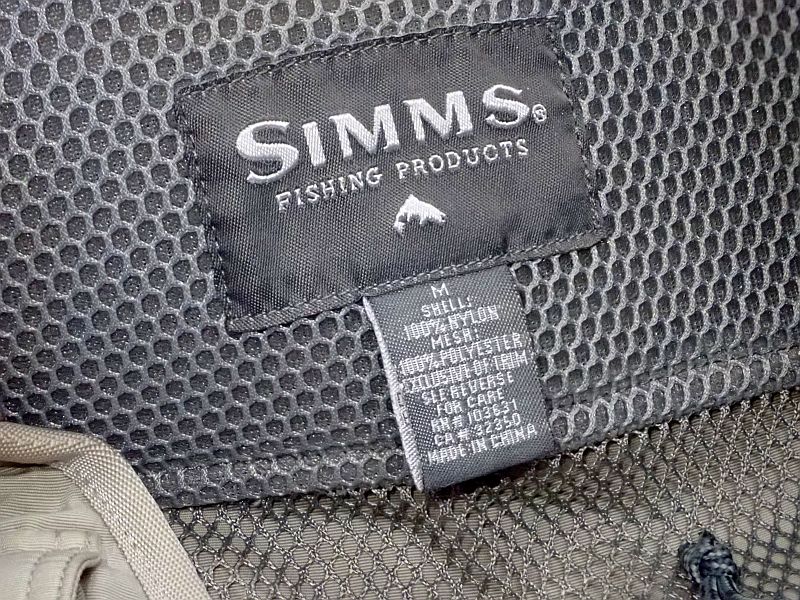 SIMMS®
FISHING PRODUCTS
M
SHELL:
100% NYLON
MESH:
100% POLYESTER
EXCLUSIVE OF TRIM
SEE REVERSE
FOR CARE
RN# 103631
CA# 32350
MADE IN CHINA